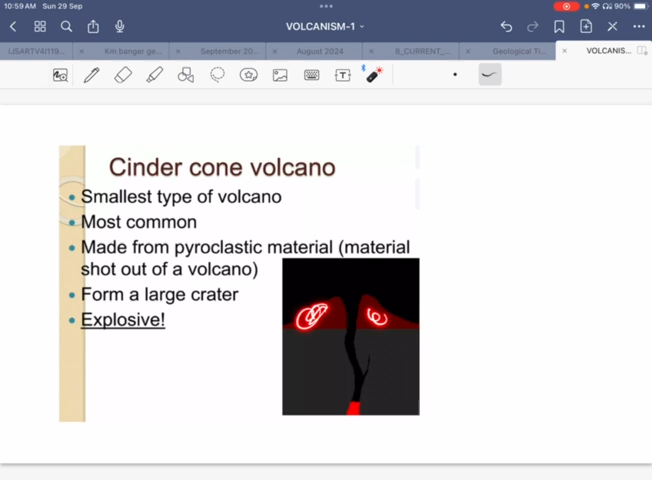 10:59 AM Sun 29 Sep
90%
VOLCANISM-1
IJSARTV4I119...
Km banger ge...
September 20...
August 2024
8_CURRENT_...
Geological Ti...
VOLCANIS...
T
Cinder cone volcano
Smallest type of volcano
Most common
Made from pyroclastic material (material
shot out of a volcano)
Form a large crater
Explosive!